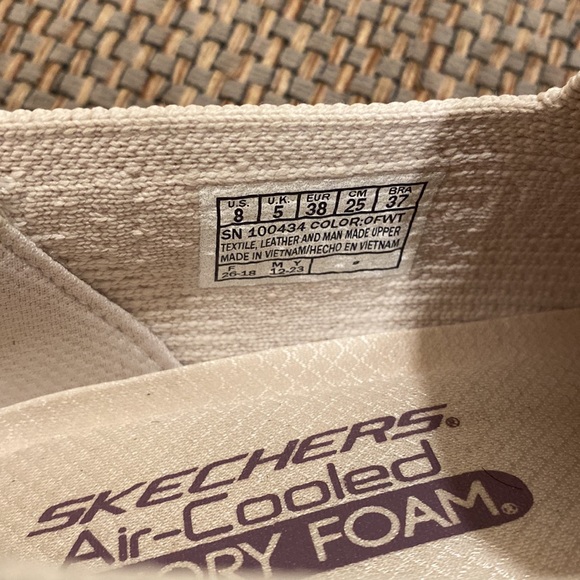 U.S. U.K. EUR CM BRA
8 5 38 25 37
SN 100434 COLOR:OFWT
TEXTILE, LEATHER AND MAN MADE UPPER
MADE IN VIETNAM/HECHO EN VIETNAM
F M Y
26-18 12-23
SKECHERS®
Air-Cooled
ORY FOAM®